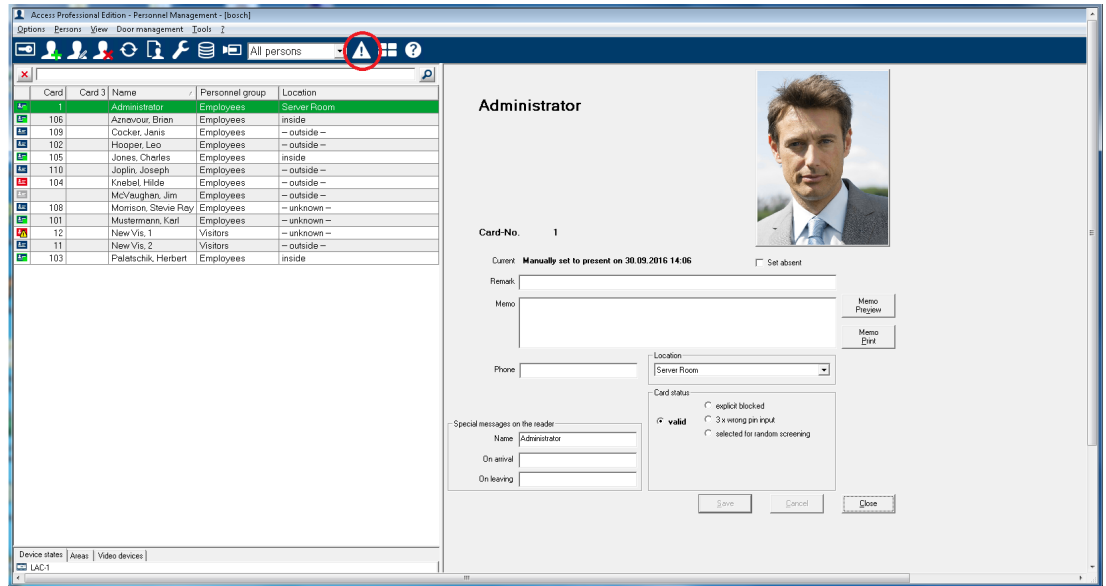 Access Professional Edition - Personnel Management - [bosch]
Options Persons View Door management Tools ?
All persons
Card Card 3 Name Personnel group Location
1 Administrator Employees Server Room
106 Aznavour, Brian Employees inside
109 Cocker, Janis Employees – outside –
102 Hooper, Leo Employees – outside –
105 Jones, Charles Employees inside
110 Joplin, Joseph Employees – outside –
104 Knebel, Hilde Employees – outside –
McVaughan, Jim Employees – outside –
108 Morrison, Stevie Ray Employees – unknown –
101 Mustermann, Karl Employees – unknown –
12 New Vis, 1 Visitors – unknown –
11 New Vis, 2 Visitors – outside –
103 Palatschik, Herbert Employees inside
Device states Areas Video devices
LAC-1
Administrator
Card-No. 1
Current Manually set to present on 30.09.2016 14:06
Set absent
Remark
Memo
Memo Preview
Memo Print
Phone
Location
Server Room
Card status
valid
explicit blocked
3 x wrong pin input
selected for random screening
Special messages on the reader
Name Administrator
On arrival
On leaving
Save Cancel Close